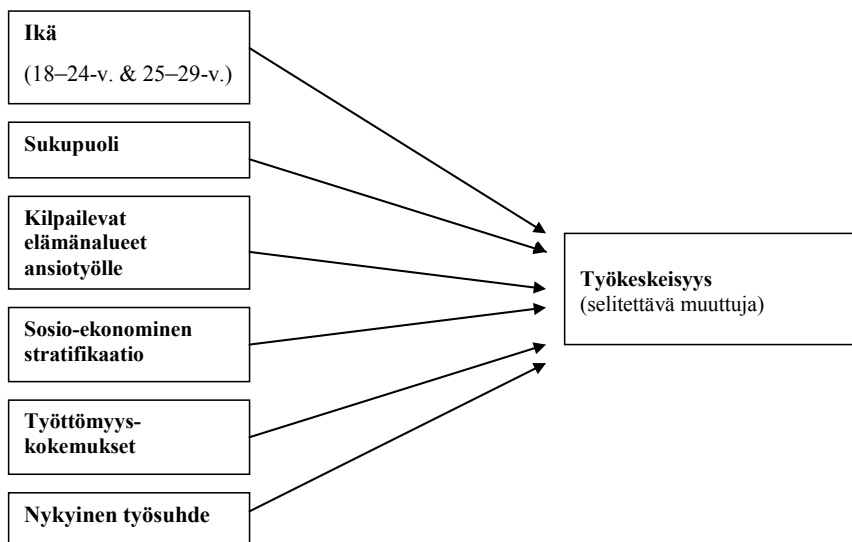 Ikä
(18–24-v. & 25–29-v.)
Sukupuoli
Kilpailevat
elämänalueet
ansiotyölle
Sosio-ekonominen
stratifikaatio
Työttömyys-
kokemukset
Nykyinen työsuhde
Työkeskeisyys
(selitettävä muuttuja)